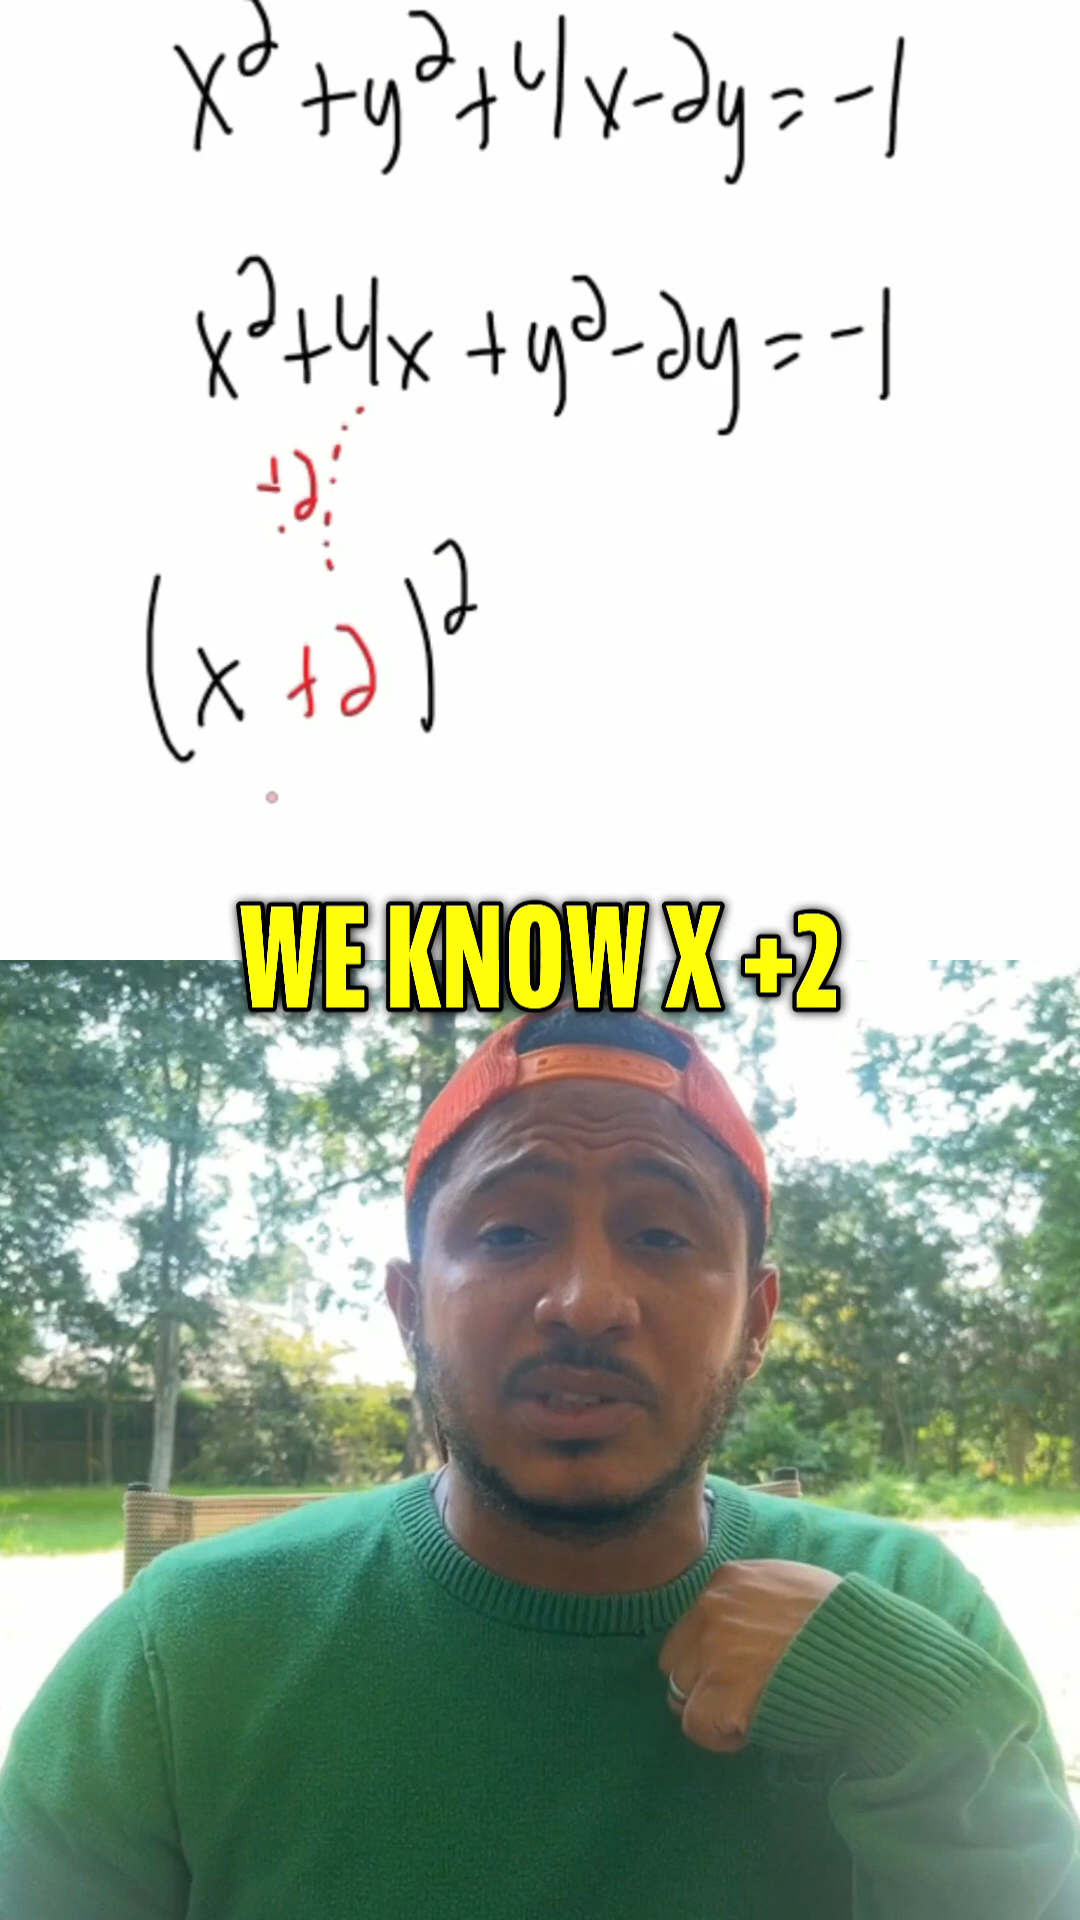 x² + y² + 4x - 2y = -1
x² + 4x + y² - 2y = -1
÷2
(x +2 )²
WE KNOW X +2